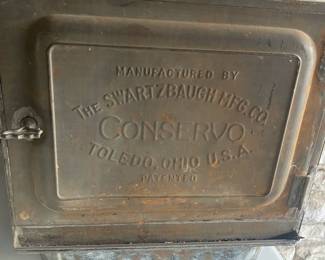 MANUFACTURED BY
THE SWARTZBAUGH MFG. CO.
CONSERVO
TOLEDO, OHIO U.S.A.
PATENTED